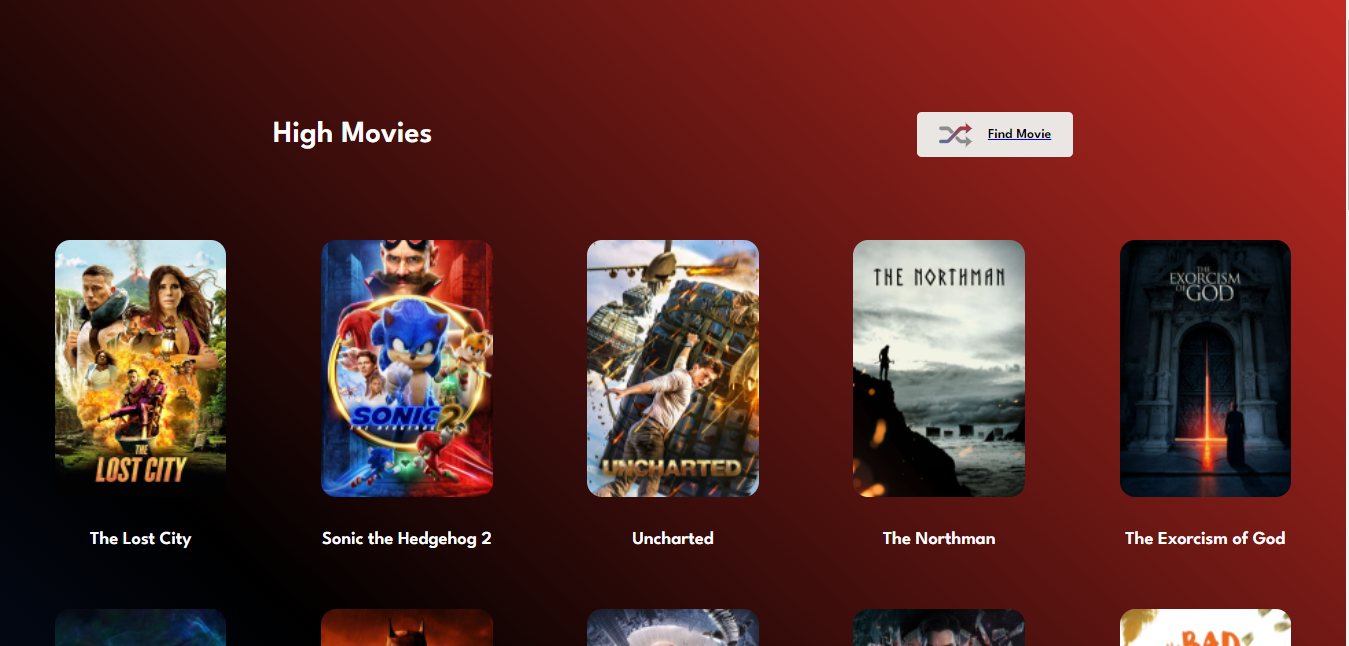 High Movies
Find Movie
THE
LOST CITY
SONIC 2
UNCHARTED
THE NORTHMAN
THE
EXORCISM
OF GOD
The Lost City
Sonic the Hedgehog 2
Uncharted
The Northman
The Exorcism of God
BAD